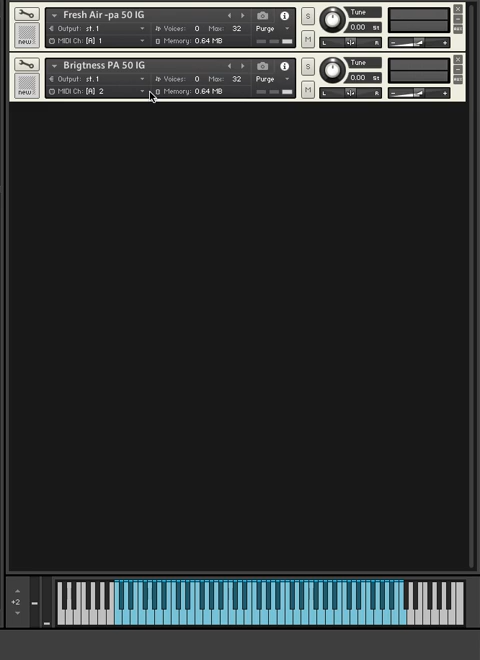 Fresh Air -pa 50 IG
Output: st. 1
Voices: 0 Max: 32
Purge
MIDI Ch: [A] 1
Memory: 0.64 MB
new
S
M
Tune
0.00 st
L R
- +
Brigtness PA 50 IG
Output: st. 1
Voices: 0 Max: 32
Purge
MIDI Ch: [A] 2
Memory: 0.64 MB
new
S
M
Tune
0.00 st
L R
- +
+2